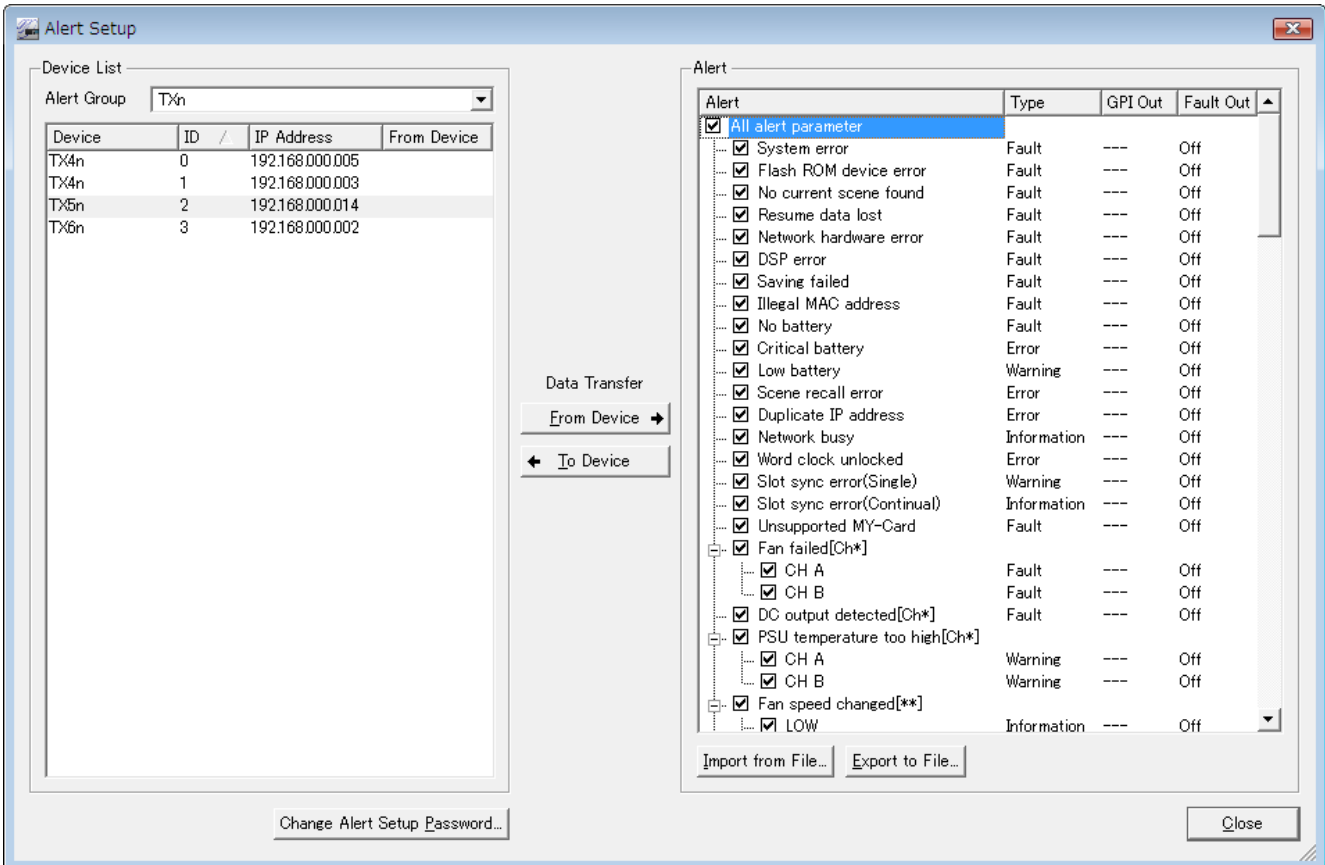 Alert Setup
Device List
Alert Group TXn
Device ID IP Address From Device
TX4n 0 192.168.000.005
TX4n 1 192.168.000.003
TX5n 2 192.168.000.014
TX6n 3 192.168.000.002
Change Alert Setup Password...
Data Transfer
From Device
To Device
Alert
Alert Type GPI Out Fault Out
All alert parameter
System error Fault --- Off
Flash ROM device error Fault --- Off
No current scene found Fault --- Off
Resume data lost Fault --- Off
Network hardware error Fault --- Off
DSP error Fault --- Off
Saving failed Fault --- Off
Illegal MAC address Fault --- Off
No battery Fault --- Off
Critical battery Error --- Off
Low battery Warning --- Off
Scene recall error Error --- Off
Duplicate IP address Error --- Off
Network busy Information --- Off
Word clock unlocked Error --- Off
Slot sync error(Single) Warning --- Off
Slot sync error(Continual) Information --- Off
Unsupported MY-Card Fault --- Off
Fan failed[Ch*]
CH A Fault --- Off
CH B Fault --- Off
DC output detected[Ch*] Fault --- Off
PSU temperature too high[Ch*]
CH A Warning --- Off
CH B Warning --- Off
Fan speed changed[**]
LOW Information --- Off
Import from File... Export to File...
Close